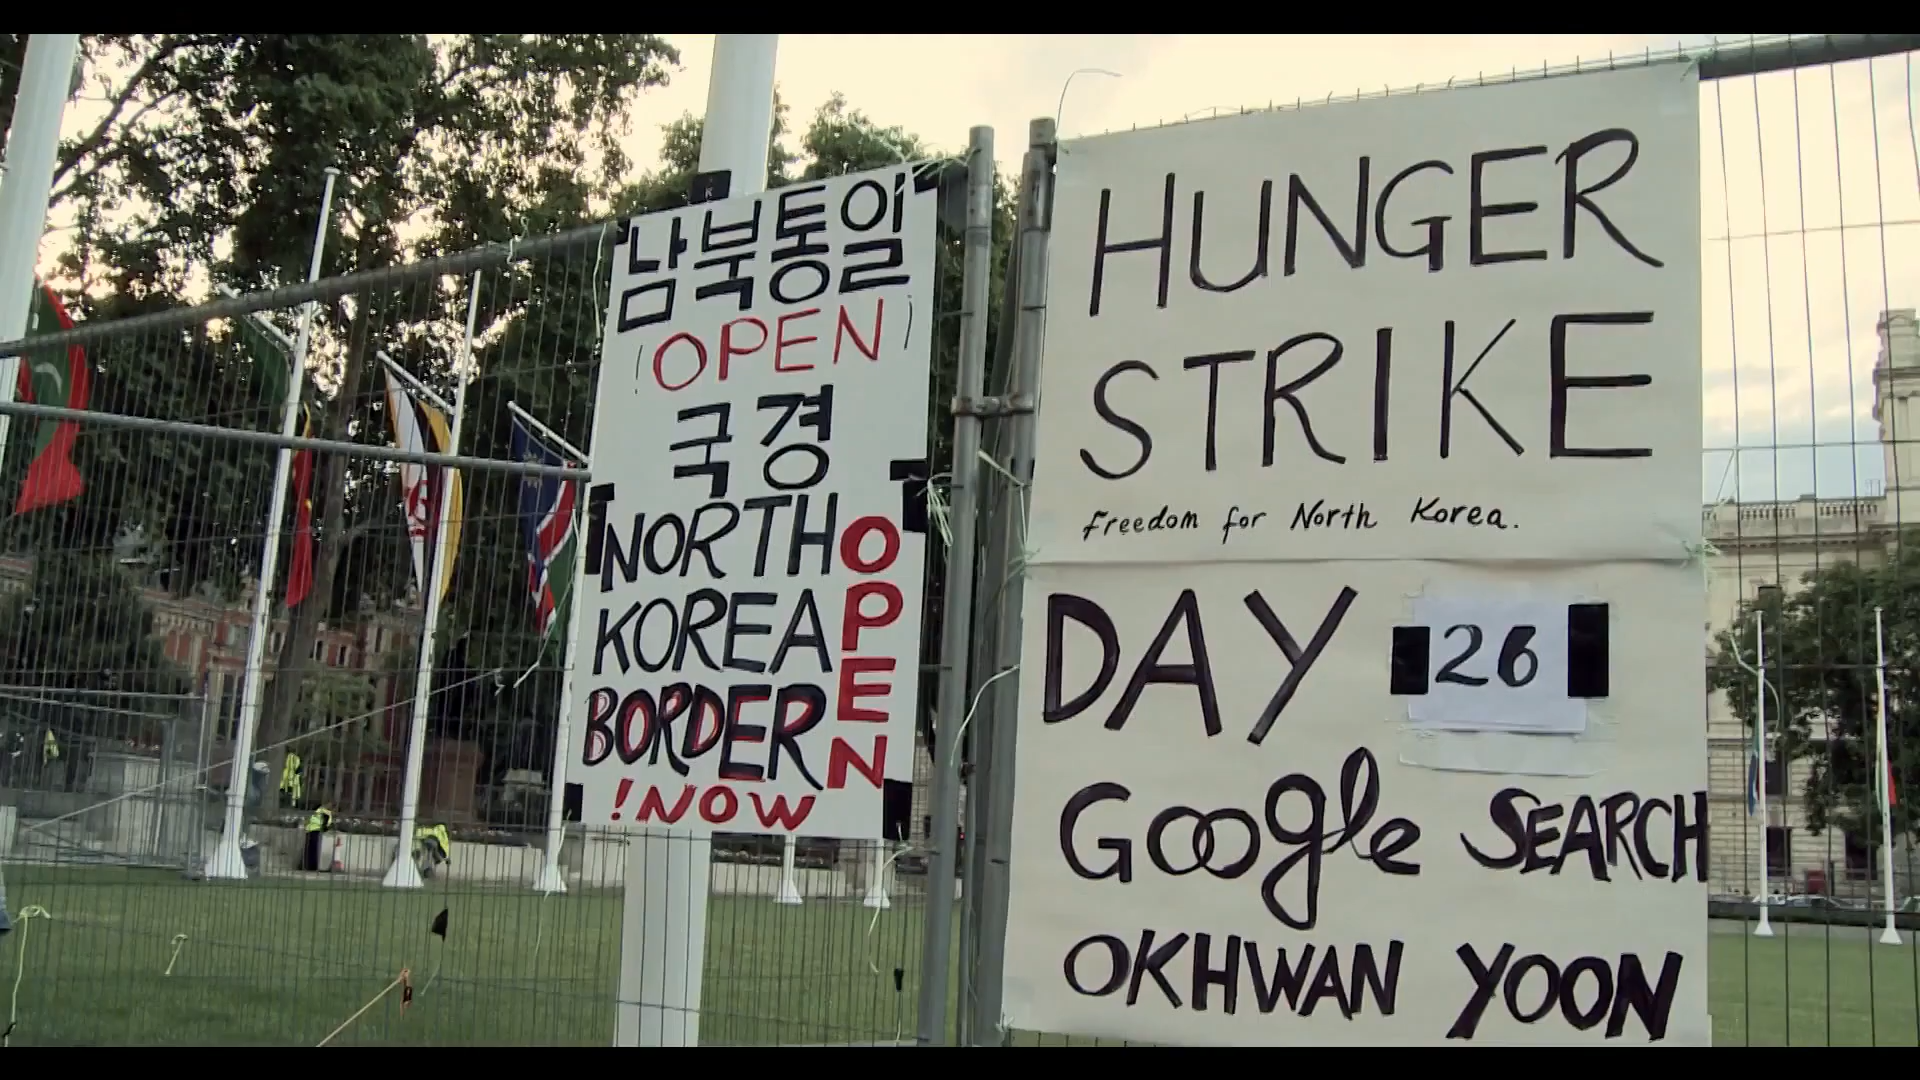 남북통일
!OPEN!
국경
NORTH
KOREA
BORDER
OPEN
!NOW
HUNGER
STRIKE
Freedom for North Korea.
DAY 26
Google SEARCH
OKHWAN YOON